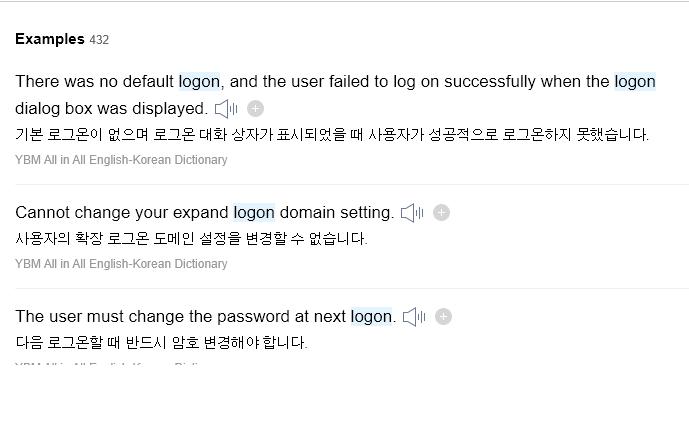 Examples 432
There was no default logon, and the user failed to log on successfully when the logon
dialog box was displayed.
기본 로그온이 없으며 로그온 대화 상자가 표시되었을 때 사용자가 성공적으로 로그온하지 못했습니다.
YBM All in All English-Korean Dictionary
Cannot change your expand logon domain setting.
사용자의 확장 로그온 도메인 설정을 변경할 수 없습니다.
YBM All in All English-Korean Dictionary
The user must change the password at next logon.
다음 로그온할 때 반드시 암호 변경해야 합니다.